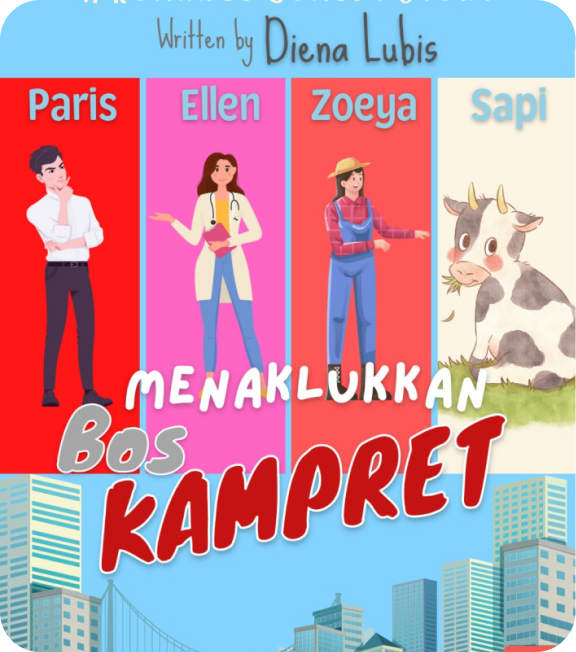 Written by Diena Lubis
Paris Ellen Zoeya Sapi
MENAKLUKKAN
Bos
KAMPRET